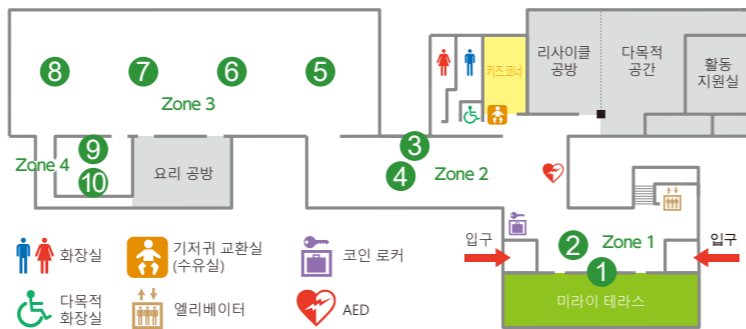 8
7
6
5
Zone 3
키즈코너
리사이클
공방
다목적
공간
활동
지원실
Zone 4
9
10
요리 공방
3
4
Zone 2
입구
2
Zone 1
입구
1
미라이 테라스
화장실
기저귀 교환실
(수유실)
코인 로커
다목적
화장실
엘리베이터
AED